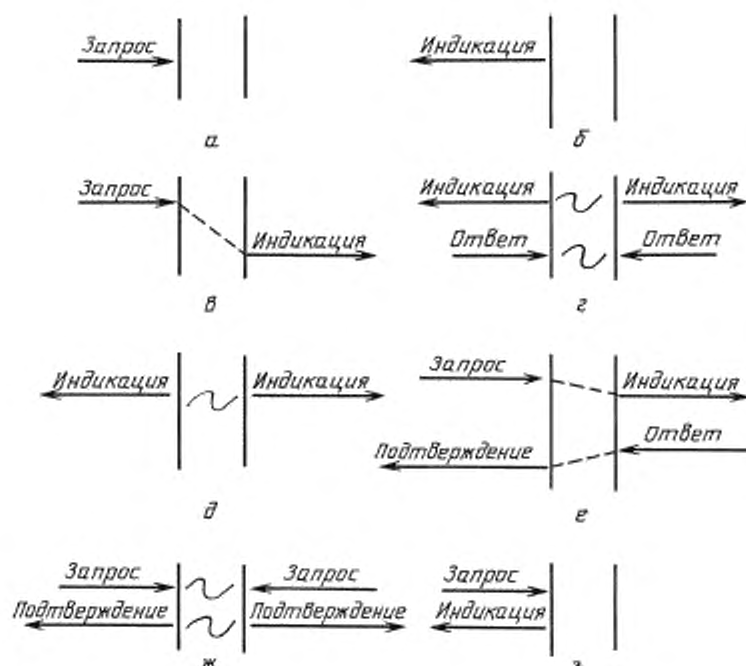 Запрос
Индикация
а
б
Запрос
Индикация
Индикация
Индикация
Ответ
Ответ
в
г
Индикация
Индикация
Запрос
Индикация
Подтверждение
Ответ
д
е
Запрос
Запрос
Подтверждение
Подтверждение
Запрос
Индикация
ж
з